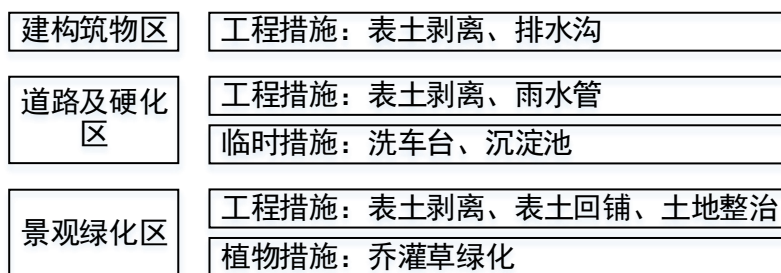 建构筑物区
工程措施：表土剥离、排水沟
道路及硬化
区
工程措施：表土剥离、雨水管
临时措施：洗车台、沉淀池
景观绿化区
工程措施：表土剥离、表土回铺、土地整治
植物措施：乔灌草绿化